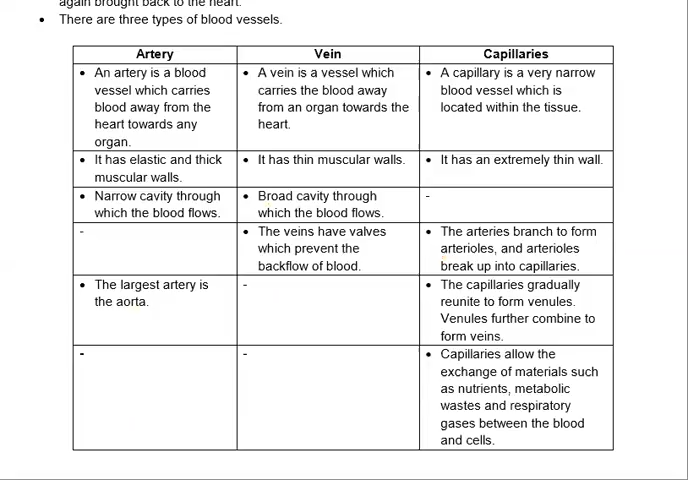 again brought back to the heart.
• There are three types of blood vessels.
Artery Vein Capillaries
• An artery is a blood
vessel which carries
blood away from the
heart towards any
organ.
• A vein is a vessel which
carries the blood away
from an organ towards the
heart.
• A capillary is a very narrow
blood vessel which is
located within the tissue.
• It has elastic and thick
muscular walls.
• It has thin muscular walls.
• It has an extremely thin wall.
• Narrow cavity through
which the blood flows.
• Broad cavity through
which the blood flows.
-
-
• The veins have valves
which prevent the
backflow of blood.
• The arteries branch to form
arterioles, and arterioles
break up into capillaries.
• The largest artery is
the aorta.
-
• The capillaries gradually
reunite to form venules.
Venules further combine to
form veins.
-
-
• Capillaries allow the
exchange of materials such
as nutrients, metabolic
wastes and respiratory
gases between the blood
and cells.